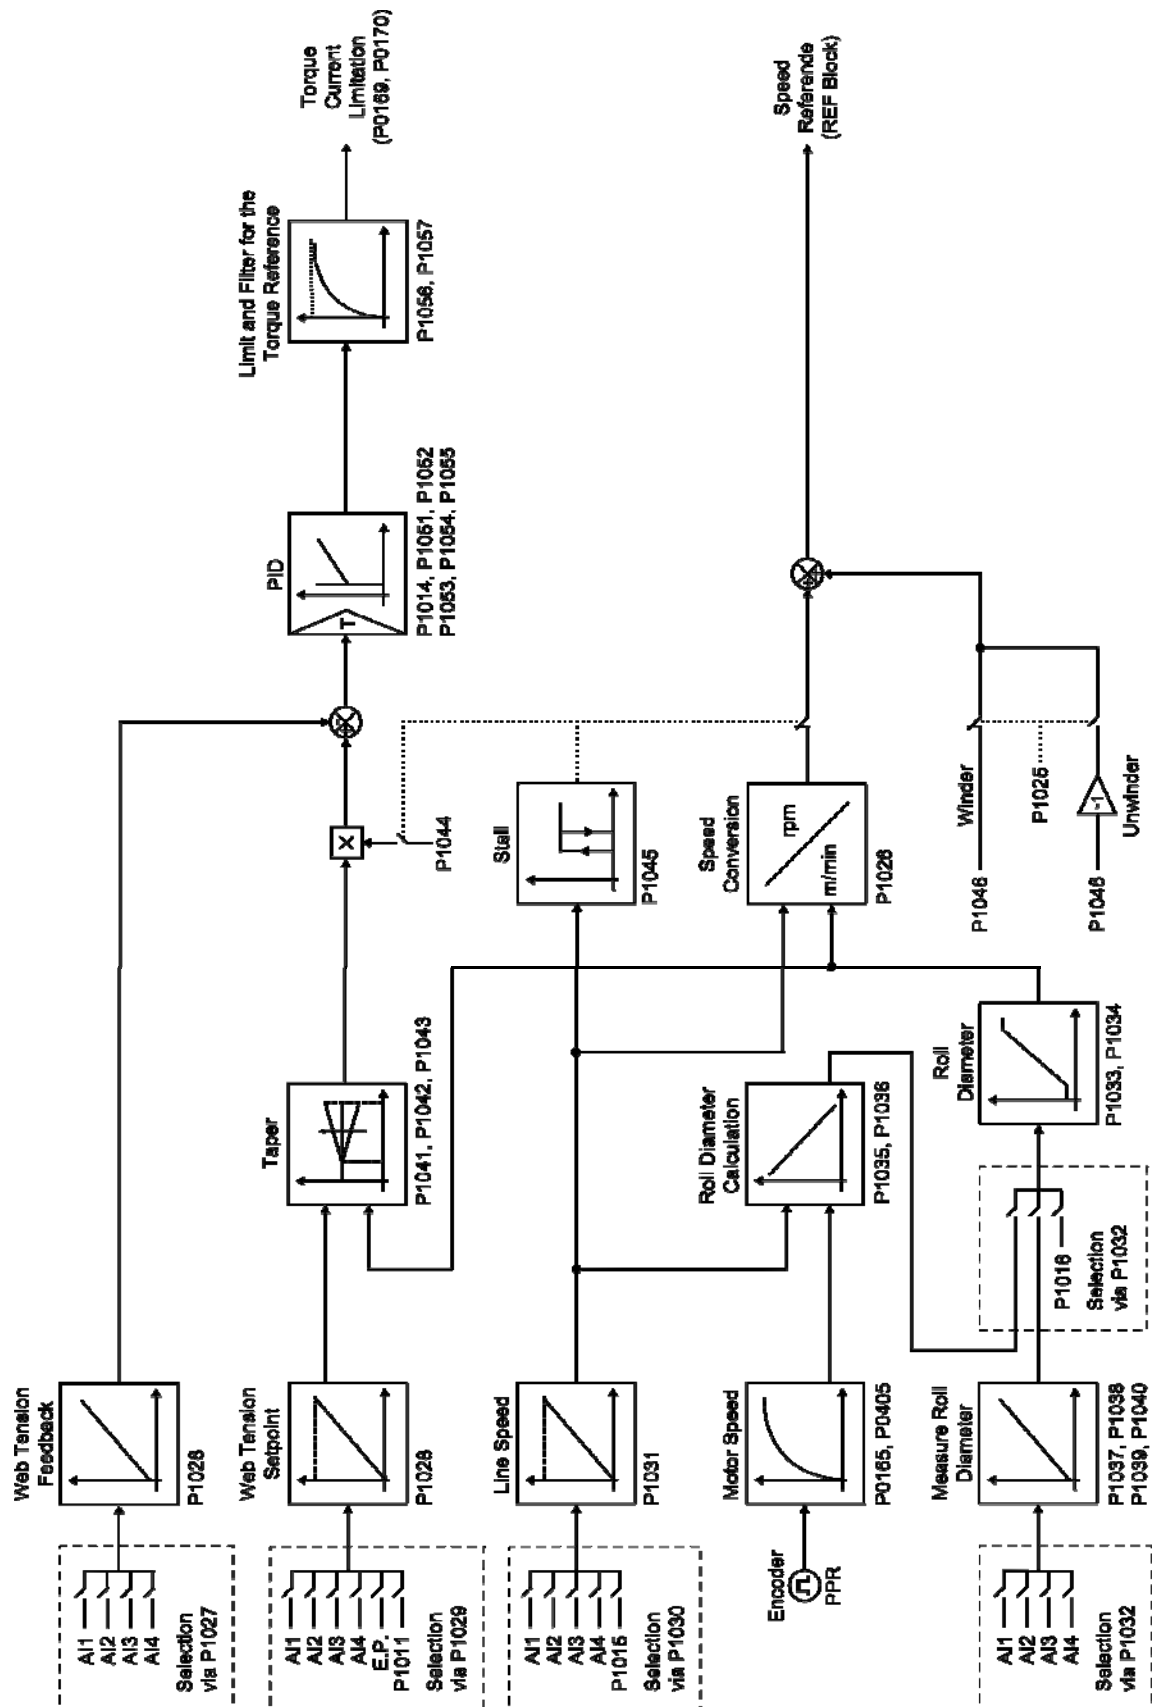 AI1
AI2
AI3
AI4
Selection
via P1027
Web Tension
Feedback
P1028
AI1
AI2
AI3
AI4
E.P.
P1011
Selection
via P1029
Web Tension
Setpoint
P1028
Taper
P1041, P1042, P1043
X
P1044
PID
T
P1014, P1051, P1052
P1053, P1054, P1055
Limit and Filter for the
Torque Reference
P1056, P1057
Torque
Current
Limitation
(P0169, P0170)
AI1
AI2
AI3
AI4
P1015
Selection
via P1030
Line Speed
P1031
Stall
P1045
Encoder
PPR
Motor Speed
P0165, P0405
Roll Diameter
Calculation
P1035, P1036
Speed
Conversion
rpm
m/min
P1026
Speed
Referende
(REF Block)
AI1
AI2
AI3
AI4
Selection
via P1032
Measure Roll
Diameter
P1037, P1038
P1039, P1040
P1016
Selection
via P1032
Roll
Diameter
P1033, P1034
P1046
Winder
P1025
P1046
-1
Unwinder